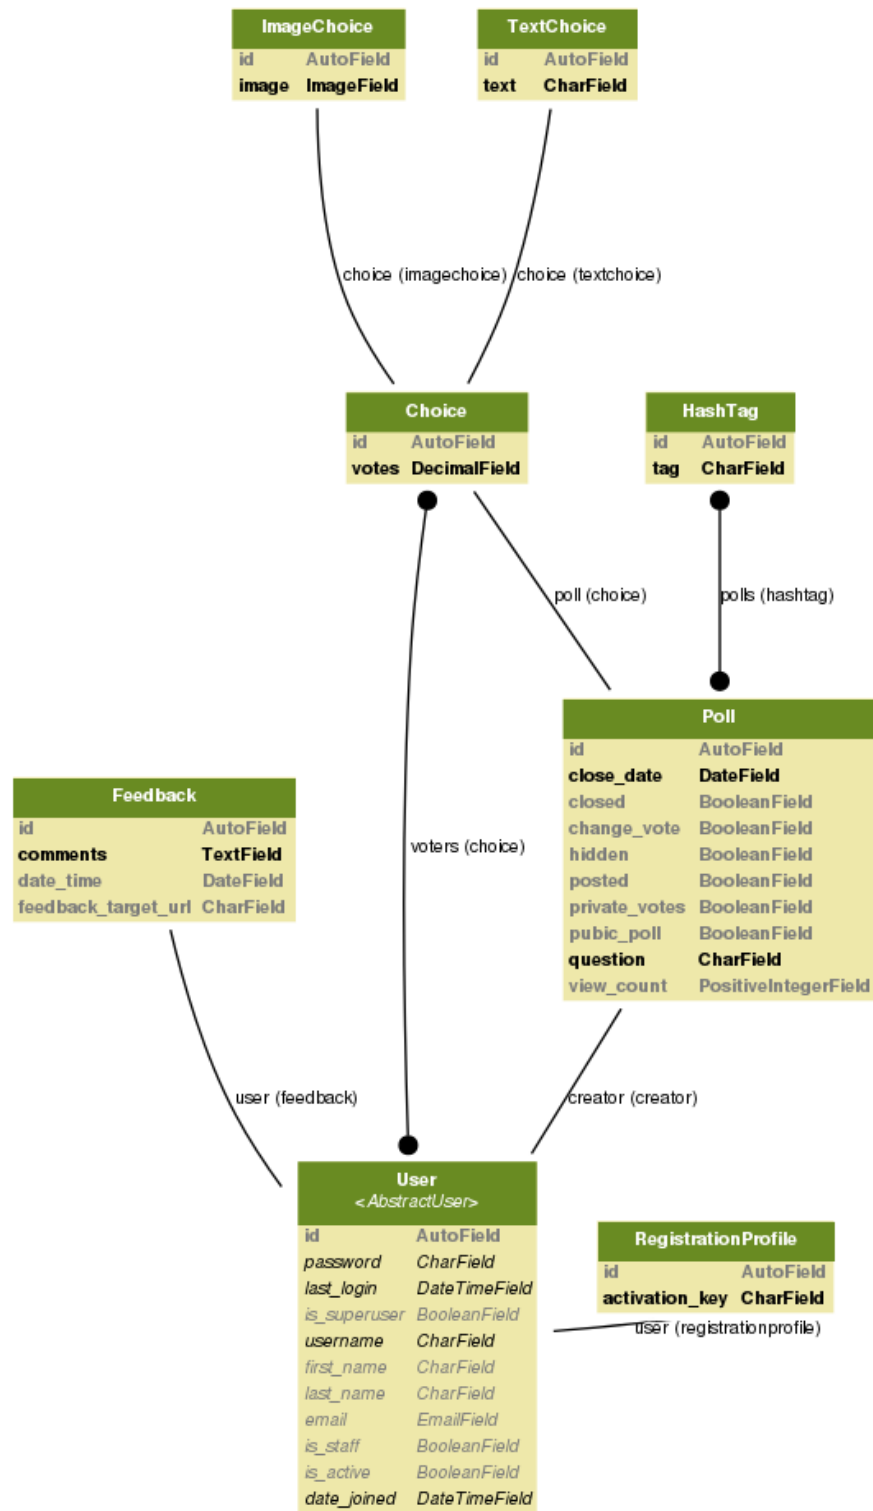 ImageChoice
id AutoField
image ImageField
TextChoice
id AutoField
text CharField
choice (imagechoice)
choice (textchoice)
Choice
id AutoField
votes DecimalField
HashTag
id AutoField
tag CharField
poll (choice)
polls (hashtag)
Poll
id AutoField
close_date DateField
closed BooleanField
change_vote BooleanField
hidden BooleanField
posted BooleanField
private_votes BooleanField
pubic_poll BooleanField
question CharField
view_count PositiveIntegerField
Feedback
id AutoField
comments TextField
date_time DateField
feedback_target_url CharField
voters (choice)
user (feedback)
creator (creator)
User
<AbstractUser>
id AutoField
password CharField
last_login DateTimeField
is_superuser BooleanField
username CharField
first_name CharField
last_name CharField
email EmailField
is_staff BooleanField
is_active BooleanField
date_joined DateTimeField
RegistrationProfile
id AutoField
activation_key CharField
user (registrationprofile)